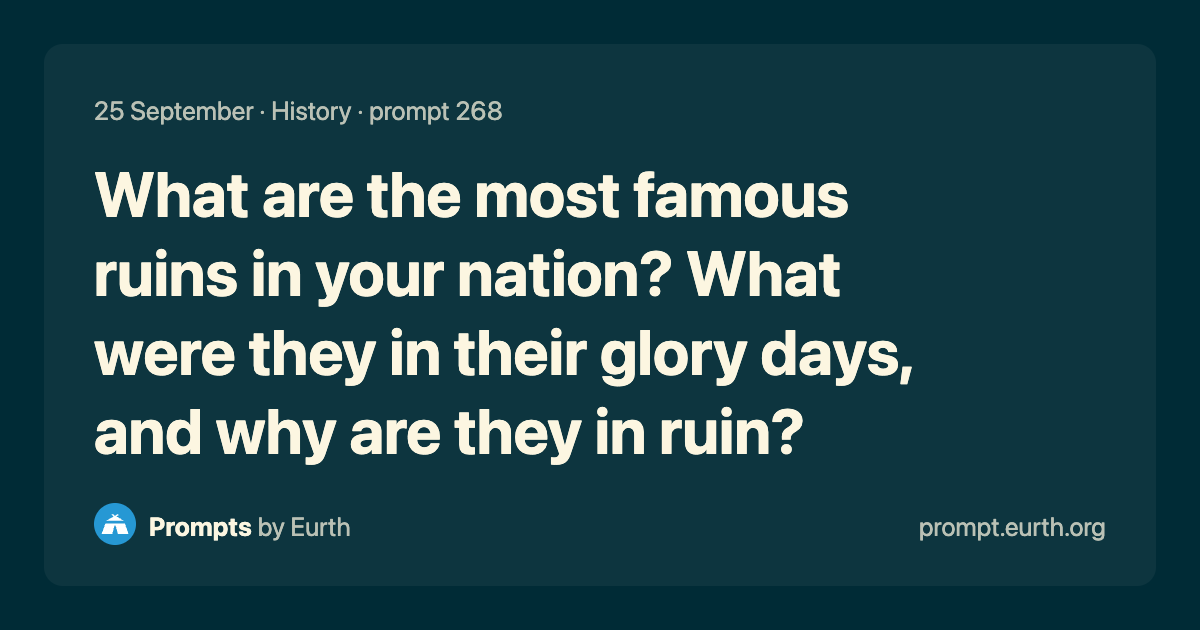 25 September · History · prompt 268
What are the most famous
ruins in your nation? What
were they in their glory days,
and why are they in ruin?
Prompts by Eurth
prompt.eurth.org